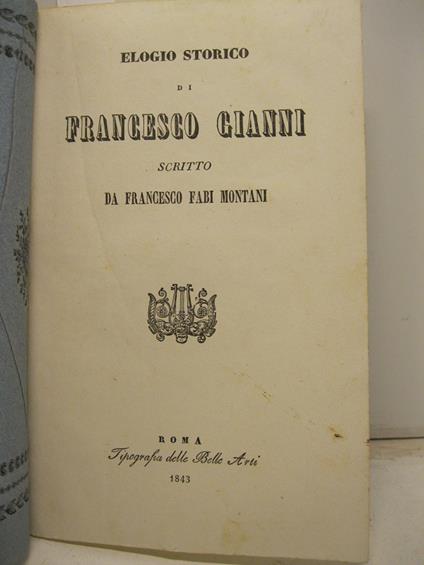 ELOGIO STORICO
DI
FRANCESCO GIANNI
SCRITTO
DA FRANCESCO FABI MONTANI
ROMA
Tipografia delle Belle Arti
1843